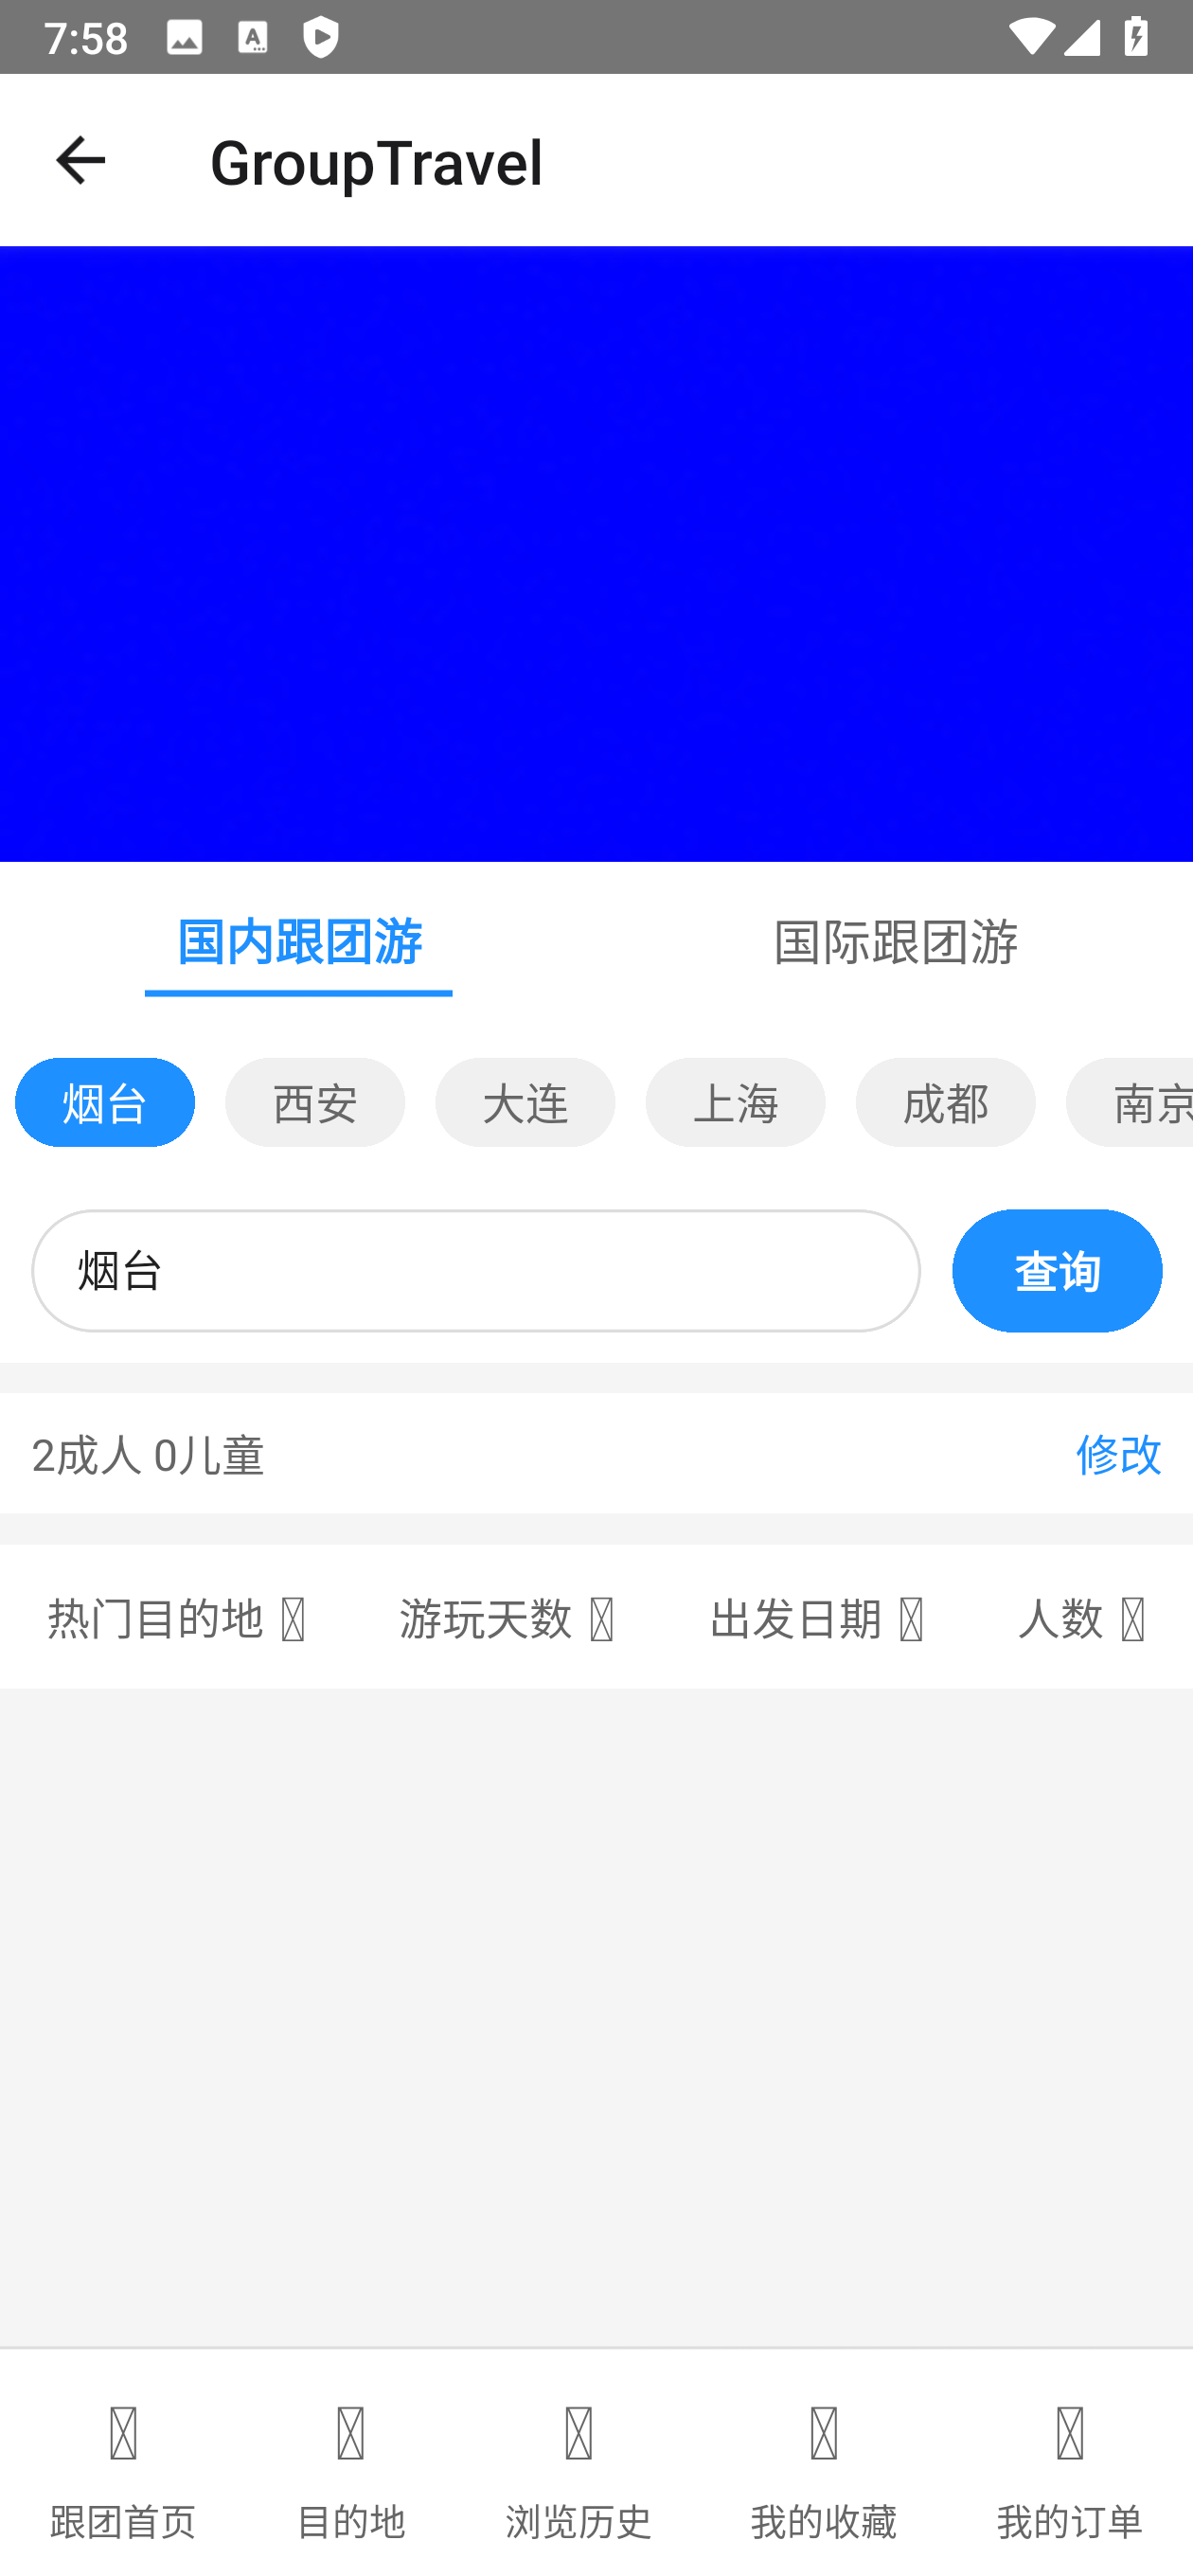 7:58
GroupTravel
国内跟团游 国际跟团游
烟台 西安 大连 上海 成都 南京
烟台 查询
2成人 0儿童 修改
热门目的地 游玩天数 出发日期 人数
跟团首页 目的地 浏览历史 我的收藏 我的订单